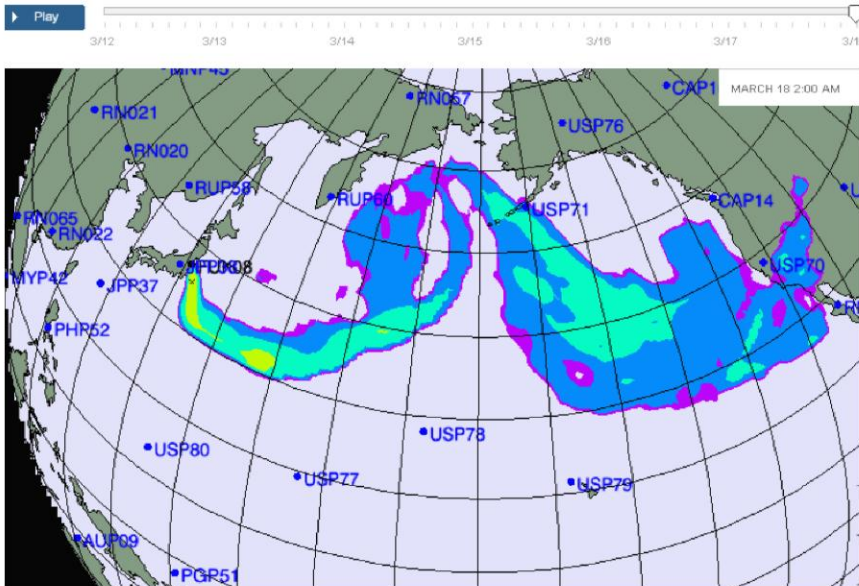 Play
3/12 3/13 3/14 3/15 3/16 3/17
MARCH 18 2:00 AM
RN057
CAP1
RN021
USP76
RN020
RUP58
RUP60
CAP14
USP71
RN065
RN022
USP70
MYP42
JPP37
PHP52
USP78
USP80
USP77
USP79
AUP09
PGP51